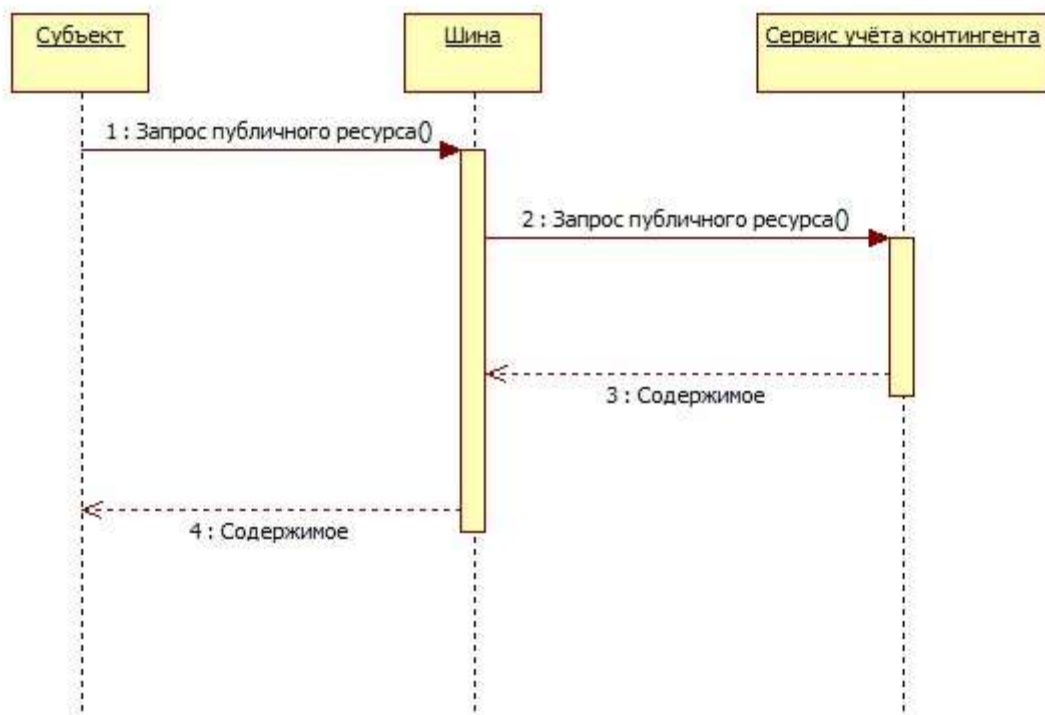 Субъект
Шина
Сервис учёта контингента
1 : Запрос публичного ресурса()
2 : Запрос публичного ресурса()
3 : Содержимое
4 : Содержимое